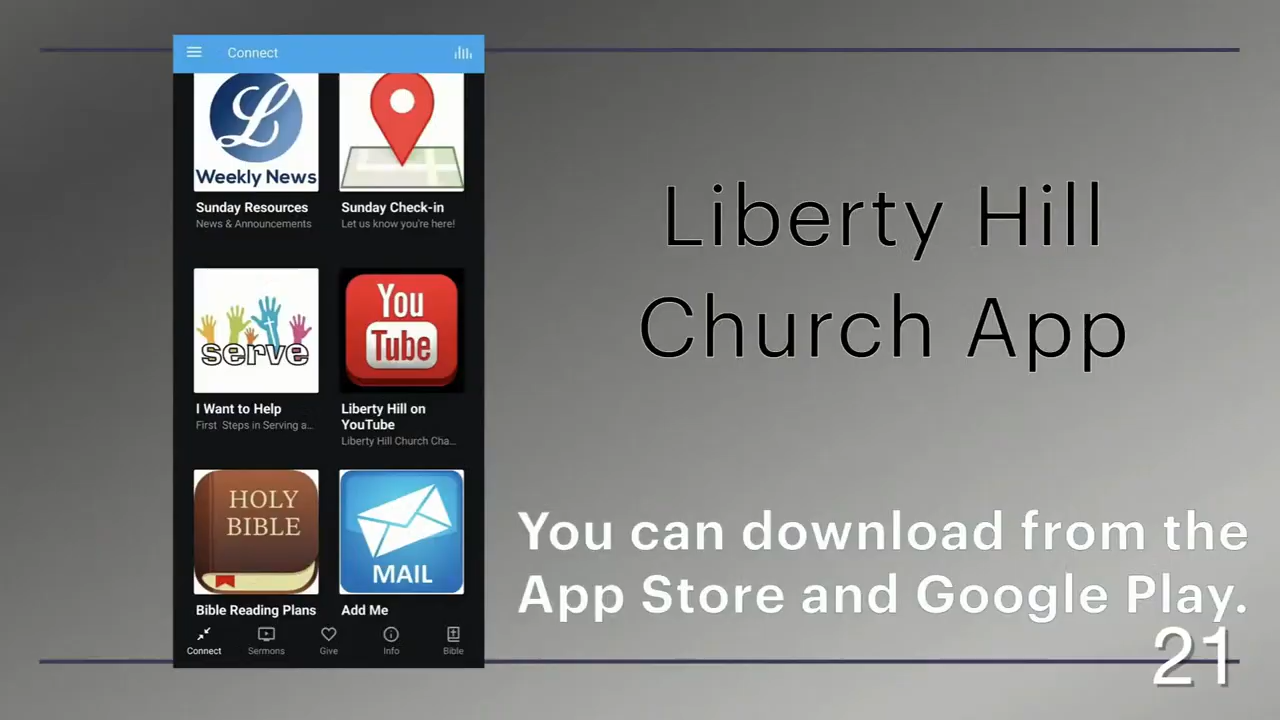 Connect
L
Weekly News
Sunday Resources
News & Announcements
Sunday Check-in
Let us know you're here!
serve
I Want to Help
First Steps in Serving a...
You
Tube
Liberty Hill on
YouTube
Liberty Hill Church Cha...
HOLY
BIBLE
Bible Reading Plans
MAIL
Add Me
Connect
Sermons
Give
Info
Bible
Liberty Hill
Church App
You can download from the
App Store and Google Play.
21